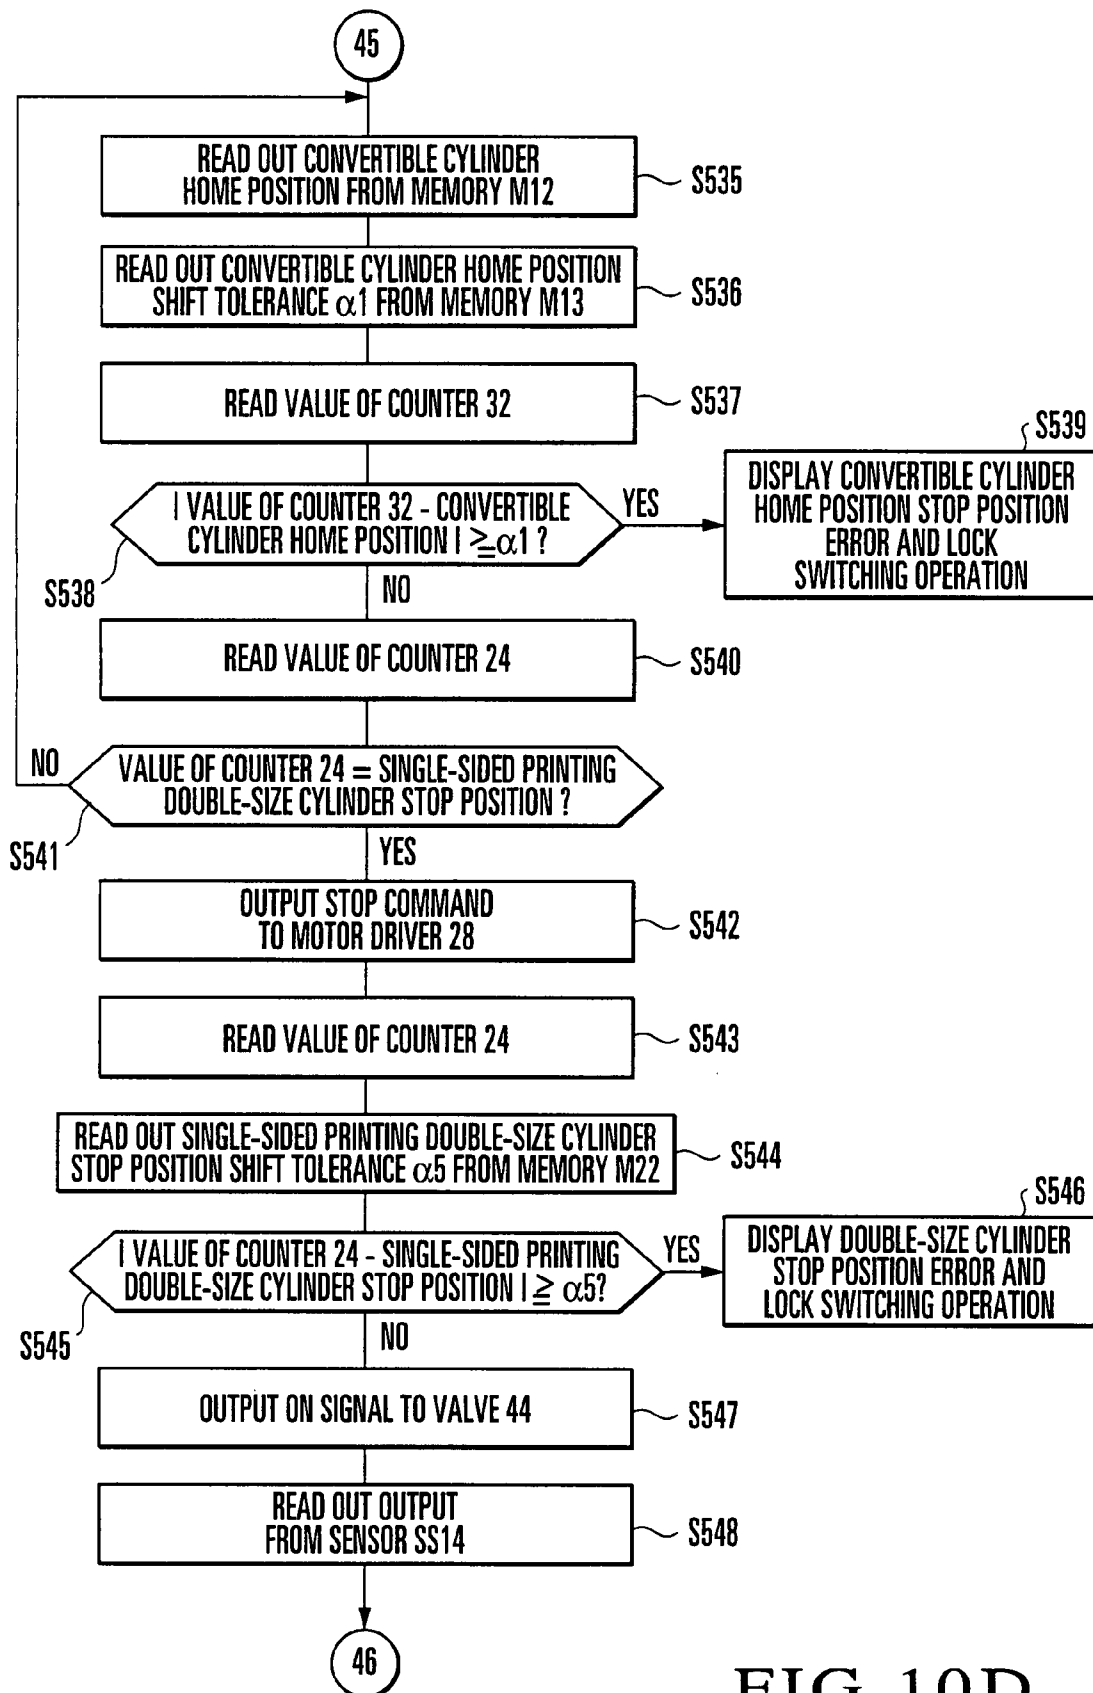 45
READ OUT CONVERTIBLE CYLINDER
HOME POSITION FROM MEMORY M12
S535
READ OUT CONVERTIBLE CYLINDER HOME POSITION
SHIFT TOLERANCE α1 FROM MEMORY M13
S536
READ VALUE OF COUNTER 32
S537
S539
DISPLAY CONVERTIBLE CYLINDER
HOME POSITION STOP POSITION
ERROR AND LOCK
SWITCHING OPERATION
| VALUE OF COUNTER 32 - CONVERTIBLE
CYLINDER HOME POSITION | ≧α1 ?
YES
S538
NO
READ VALUE OF COUNTER 24
S540
NO
VALUE OF COUNTER 24 = SINGLE-SIDED PRINTING
DOUBLE-SIZE CYLINDER STOP POSITION ?
S541
YES
OUTPUT STOP COMMAND
TO MOTOR DRIVER 28
S542
READ VALUE OF COUNTER 24
S543
READ OUT SINGLE-SIDED PRINTING DOUBLE-SIZE CYLINDER
STOP POSITION SHIFT TOLERANCE α5 FROM MEMORY M22
S544
S546
DISPLAY DOUBLE-SIZE CYLINDER
STOP POSITION ERROR AND
LOCK SWITCHING OPERATION
| VALUE OF COUNTER 24 - SINGLE-SIDED PRINTING
DOUBLE-SIZE CYLINDER STOP POSITION | ≧ α5?
YES
S545
NO
OUTPUT ON SIGNAL TO VALVE 44
S547
READ OUT OUTPUT
FROM SENSOR SS14
S548
46
FIG.10D